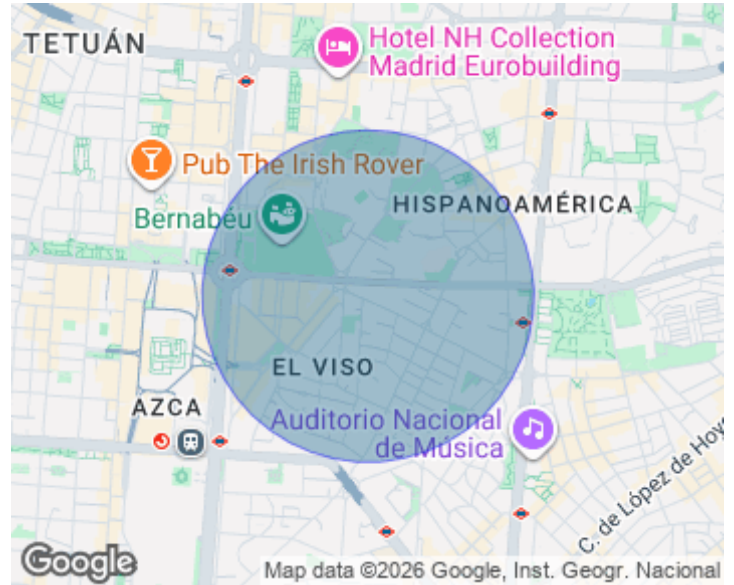 TETUÁN
Hotel NH Collection
Madrid Eurobuilding
Pub The Irish Rover
Bernabéu
HISPANOAMÉRICA
EL VISO
AZCA
Auditorio Nacional
de Música
C. de López de Hoyo
Google
Map data ©2026 Google, Inst. Geogr. Nacional